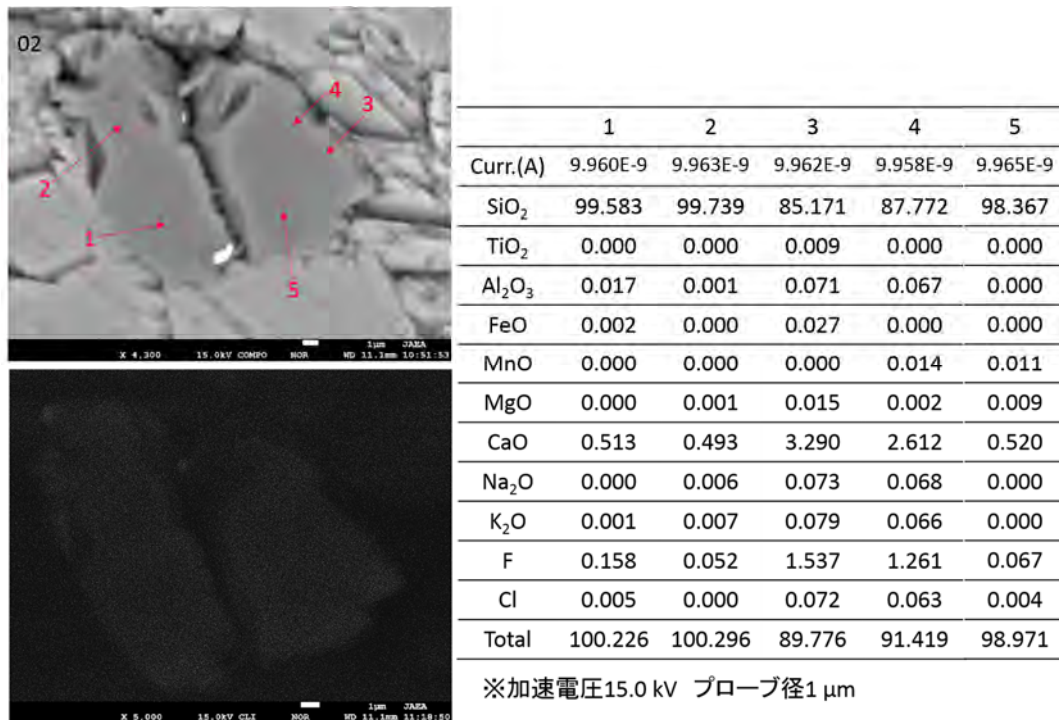 02
4
3
2
1
5
1μm JAEA
X 4,300 15.0kV COMPO NOR WD 11.1mm 10:51:53
1μm JAEA
X 5,000 15.0kV CLI NOR WD 11.1mm 11:18:50
1 2 3 4 5
Curr.(A) 9.960E-9 9.963E-9 9.962E-9 9.958E-9 9.965E-9
SiO₂ 99.583 99.739 85.171 87.772 98.367
TiO₂ 0.000 0.000 0.009 0.000 0.000
Al₂O₃ 0.017 0.001 0.071 0.067 0.000
FeO 0.002 0.000 0.027 0.000 0.000
MnO 0.000 0.000 0.000 0.014 0.011
MgO 0.000 0.001 0.015 0.002 0.009
CaO 0.513 0.493 3.290 2.612 0.520
Na₂O 0.000 0.006 0.073 0.068 0.000
K₂O 0.001 0.007 0.079 0.066 0.000
F 0.158 0.052 1.537 1.261 0.067
Cl 0.005 0.000 0.072 0.063 0.004
Total 100.226 100.296 89.776 91.419 98.971
※加速電圧15.0 kV プローブ径1 μm